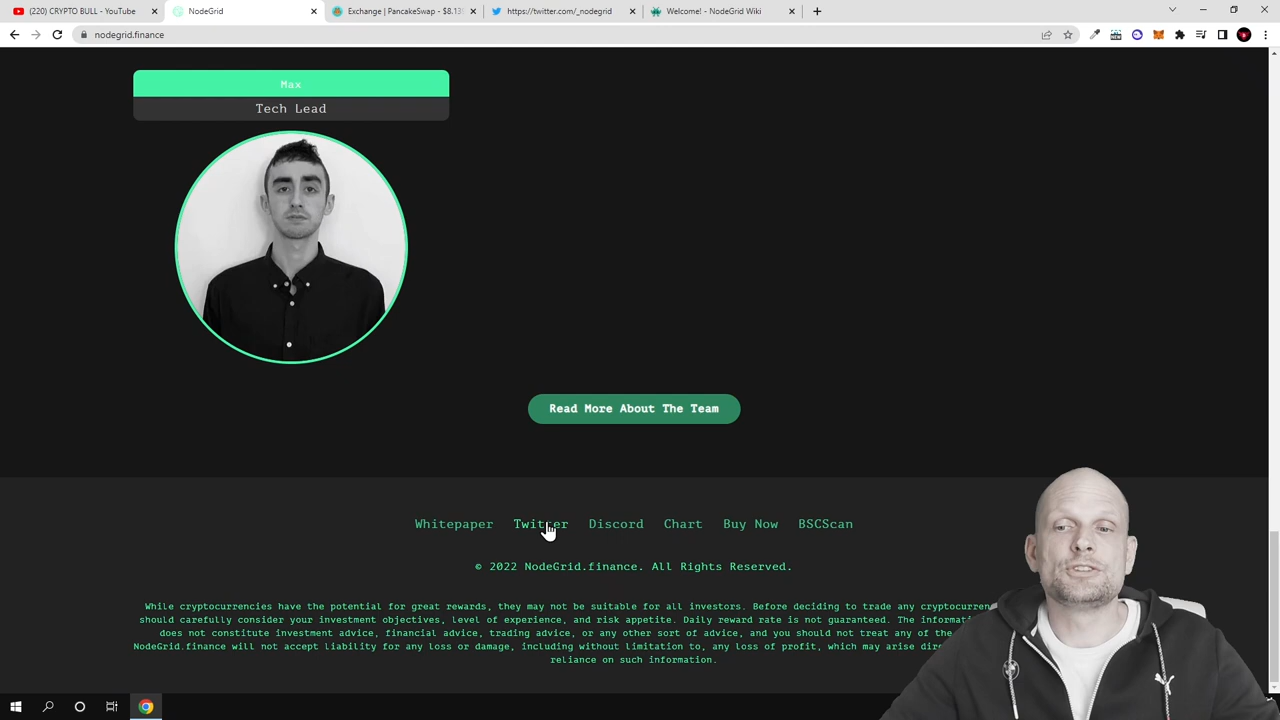 (220) CRYPTO BULL - YouTube
NodeGrid
Exchange | PancakeSwap - $8.13
https://twitter.com/_nodegrid
Welcome! - NodeGrid Wiki
nodegrid.finance
Max
Tech Lead
Read More About The Team
Whitepaper Twitter Discord Chart Buy Now BSCScan
© 2022 NodeGrid.finance. All Rights Reserved.
While cryptocurrencies have the potential for great rewards, they may not be suitable for all investors. Before deciding to trade any cryptocurren
should carefully consider your investment objectives, level of experience, and risk appetite. Daily reward rate is not guaranteed. The informati
does not constitute investment advice, financial advice, trading advice, or any other sort of advice, and you should not treat any of the
NodeGrid.finance will not accept liability for any loss or damage, including without limitation to, any loss of profit, which may arise dire
reliance on such information.